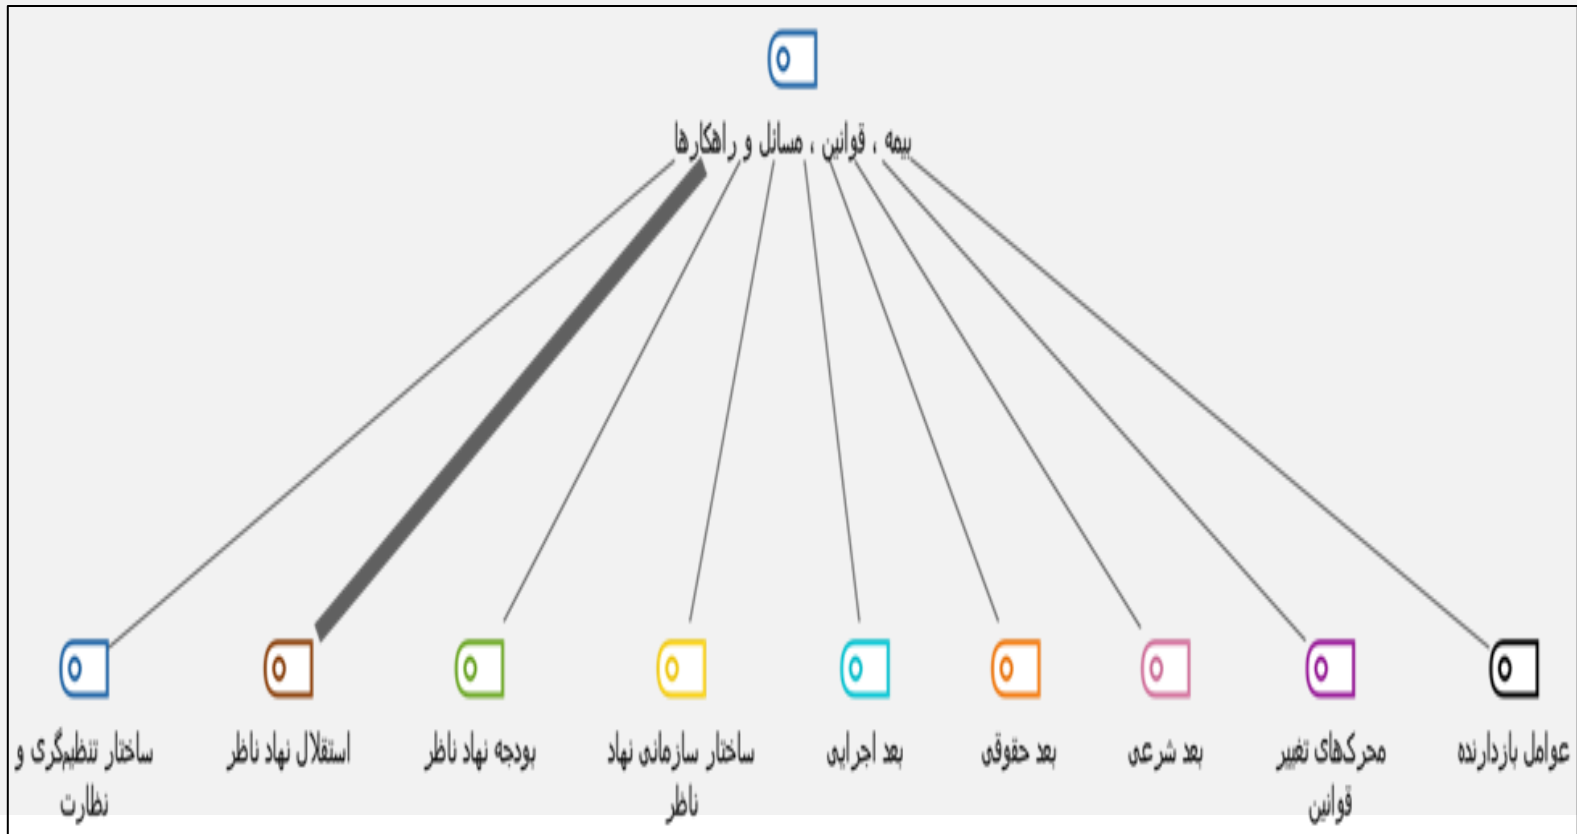 بیمه ، قوانین ، مسائل و راهکارها
عوامل بازدارنده
محرک‌های تغییر
قوانین
بعد شرعی
بعد حقوقی
بعد اجرایی
ساختار سازمانی نهاد
ناظر
بودجه نهاد ناظر
استقلال نهاد ناظر
ساختار تنظیم‌گری و
نظارت